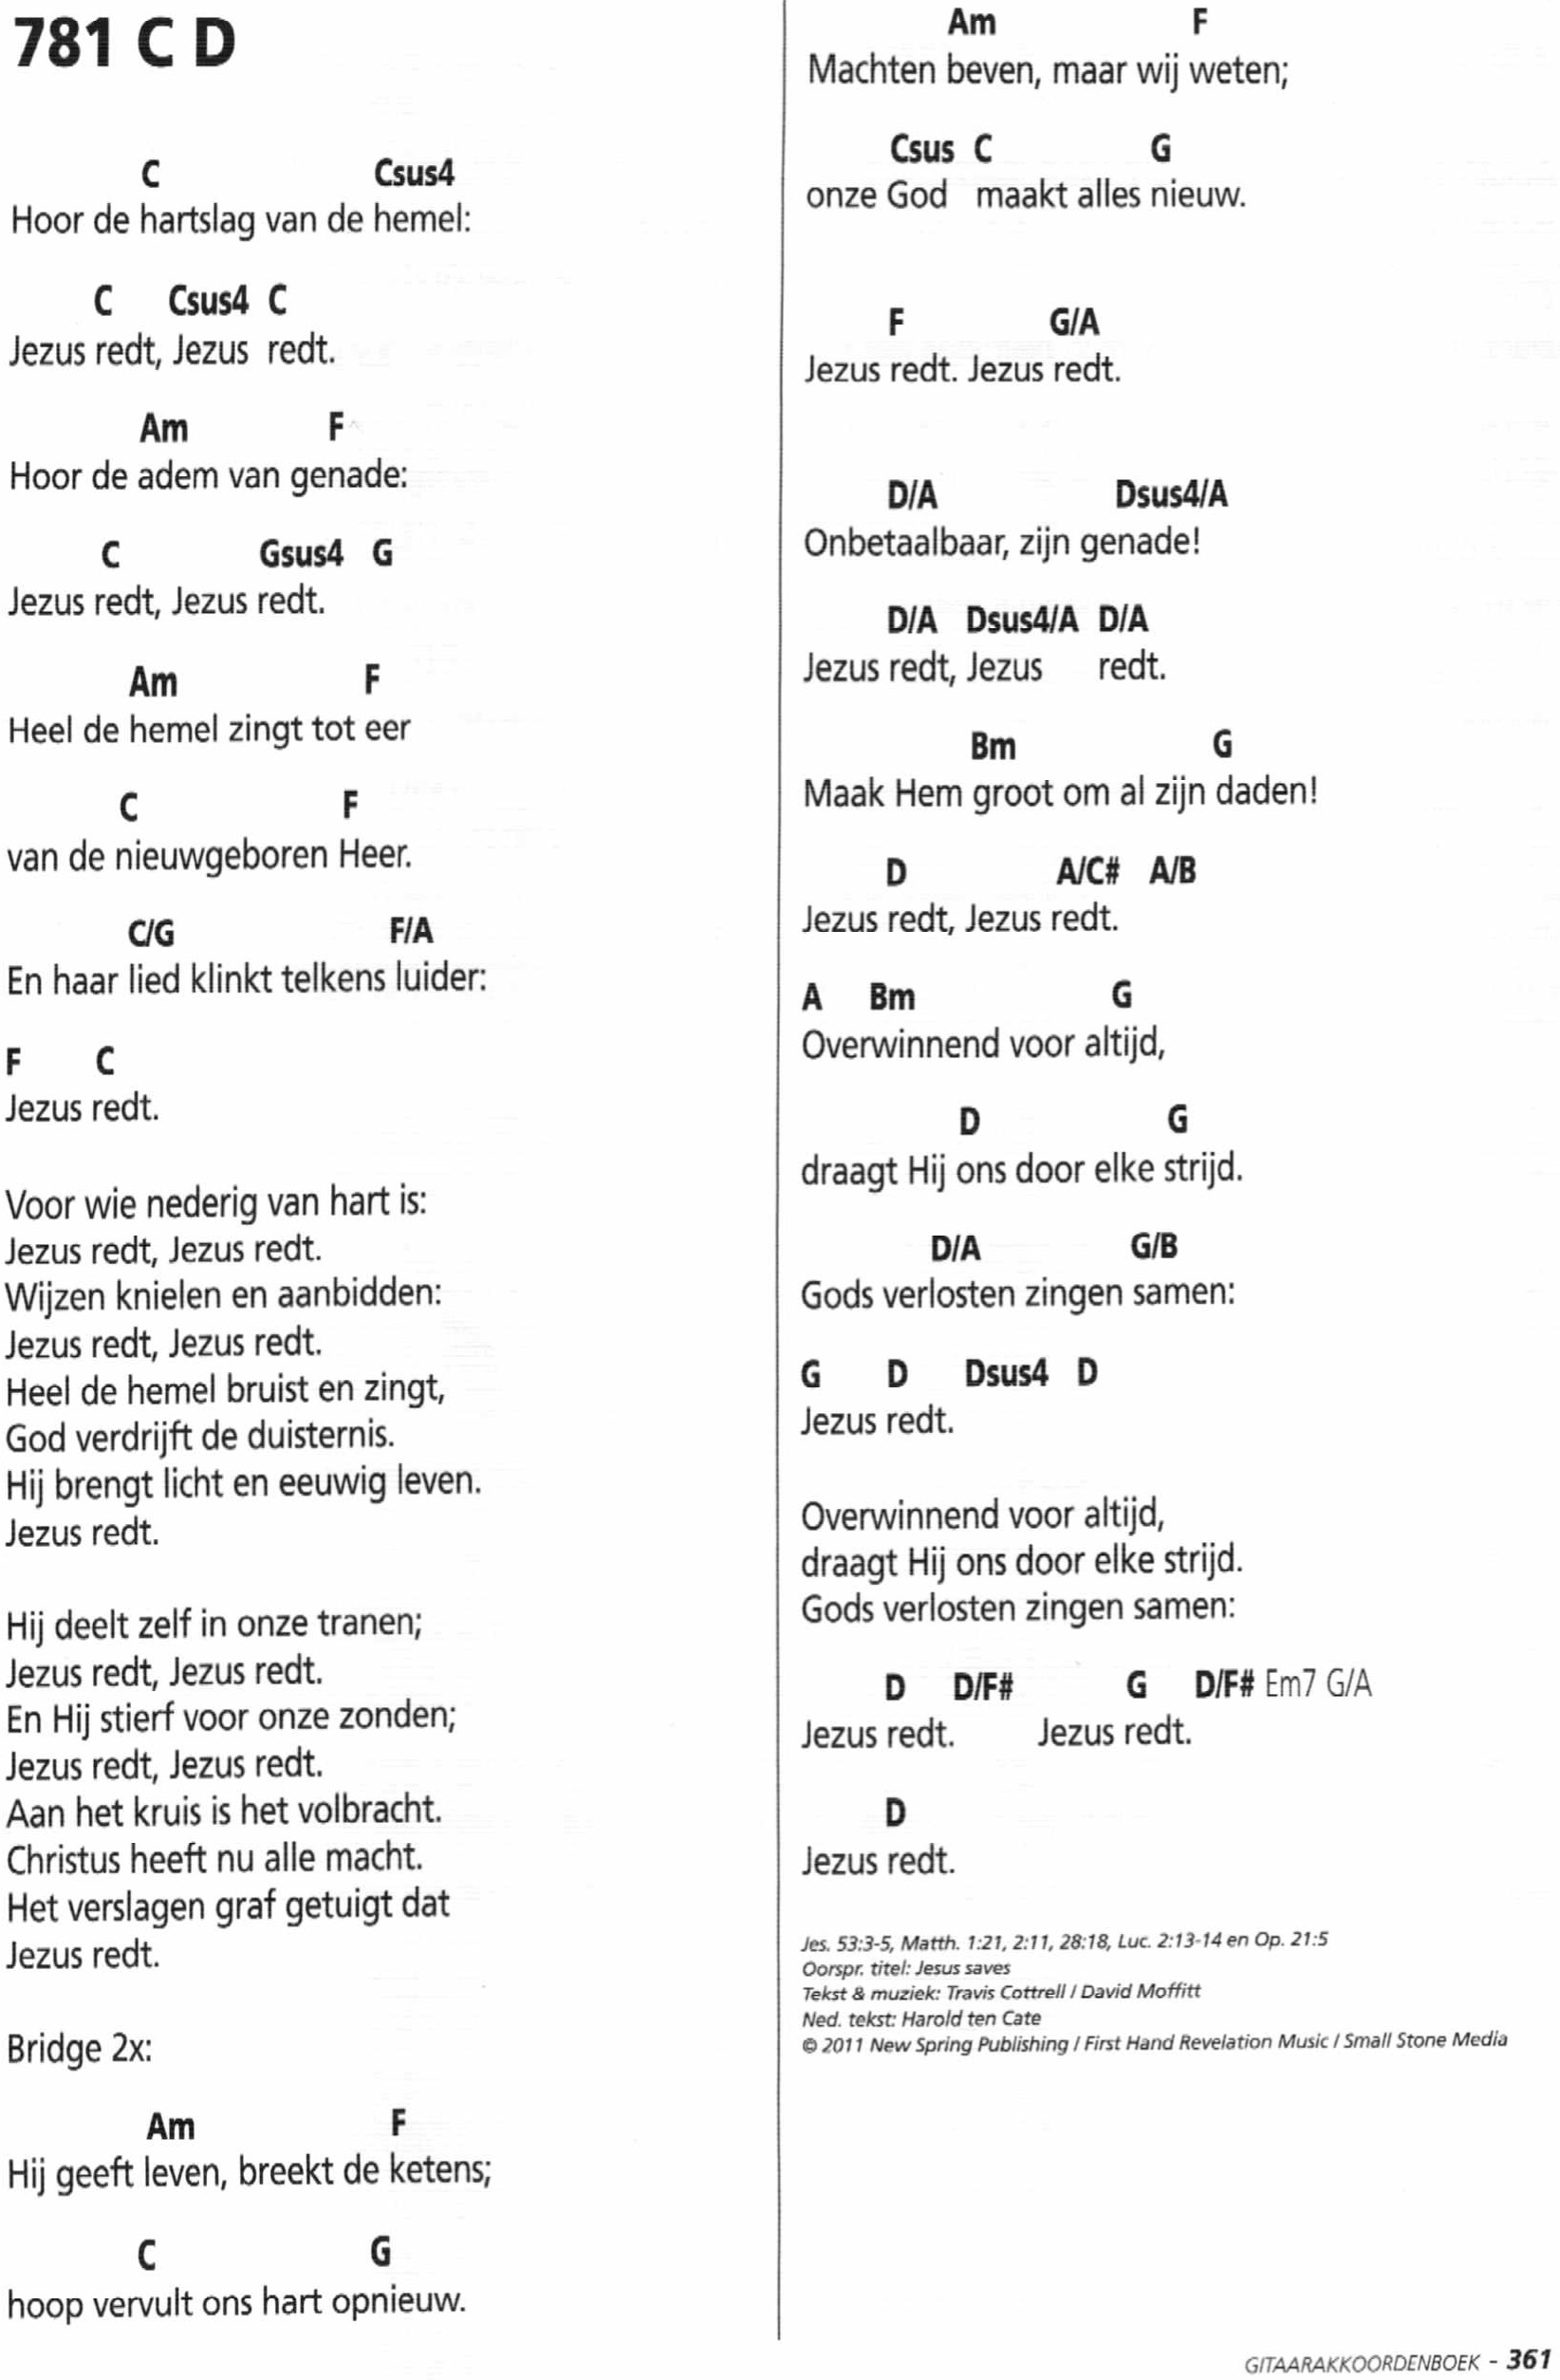 781 C D
C Csus4
Hoor de hartslag van de hemel:
C Csus4 C
Jezus redt, Jezus redt.
Am F
Hoor de adem van genade:
C Gsus4 G
Jezus redt, Jezus redt.
Am F
Heel de hemel zingt tot eer
C F
van de nieuwgeboren Heer.
C/G F/A
En haar lied klinkt telkens luider:
F C
Jezus redt.
Voor wie nederig van hart is:
Jezus redt, Jezus redt.
Wijzen knielen en aanbidden:
Jezus redt, Jezus redt.
Heel de hemel bruist en zingt,
God verdrijft de duisternis.
Hij brengt licht en eeuwig leven.
Jezus redt.
Hij deelt zelf in onze tranen;
Jezus redt, Jezus redt.
En Hij stierf voor onze zonden;
Jezus redt, Jezus redt.
Aan het kruis is het volbracht.
Christus heeft nu alle macht.
Het verslagen graf getuigt dat
Jezus redt.
Bridge 2x:
Am F
Hij geeft leven, breekt de ketens;
C G
hoop vervult ons hart opnieuw.
Am F
Machten beven, maar wij weten;
Csus C G
onze God maakt alles nieuw.
F G/A
Jezus redt. Jezus redt.
D/A Dsus4/A
Onbetaalbaar, zijn genade!
D/A Dsus4/A D/A
Jezus redt, Jezus redt.
Bm G
Maak Hem groot om al zijn daden!
D A/C# A/B
Jezus redt, Jezus redt.
A Bm G
Overwinnend voor altijd,
D G
draagt Hij ons door elke strijd.
D/A G/B
Gods verlosten zingen samen:
G D Dsus4 D
Jezus redt.
Overwinnend voor altijd,
draagt Hij ons door elke strijd.
Gods verlosten zingen samen:
D D/F# G D/F# Em7 G/A
Jezus redt. Jezus redt.
D
Jezus redt.
Jes. 53:3-5, Matth. 1:21, 2:11, 28:18, Luc. 2:13-14 en Op. 21:5
Oorspr. titel: Jesus saves
Tekst & muziek: Travis Cottrell / David Moffitt
Ned. tekst: Harold ten Cate
© 2011 New Spring Publishing / First Hand Revelation Music / Small Stone Media
GITAARAKKOORDENBOEK - 361